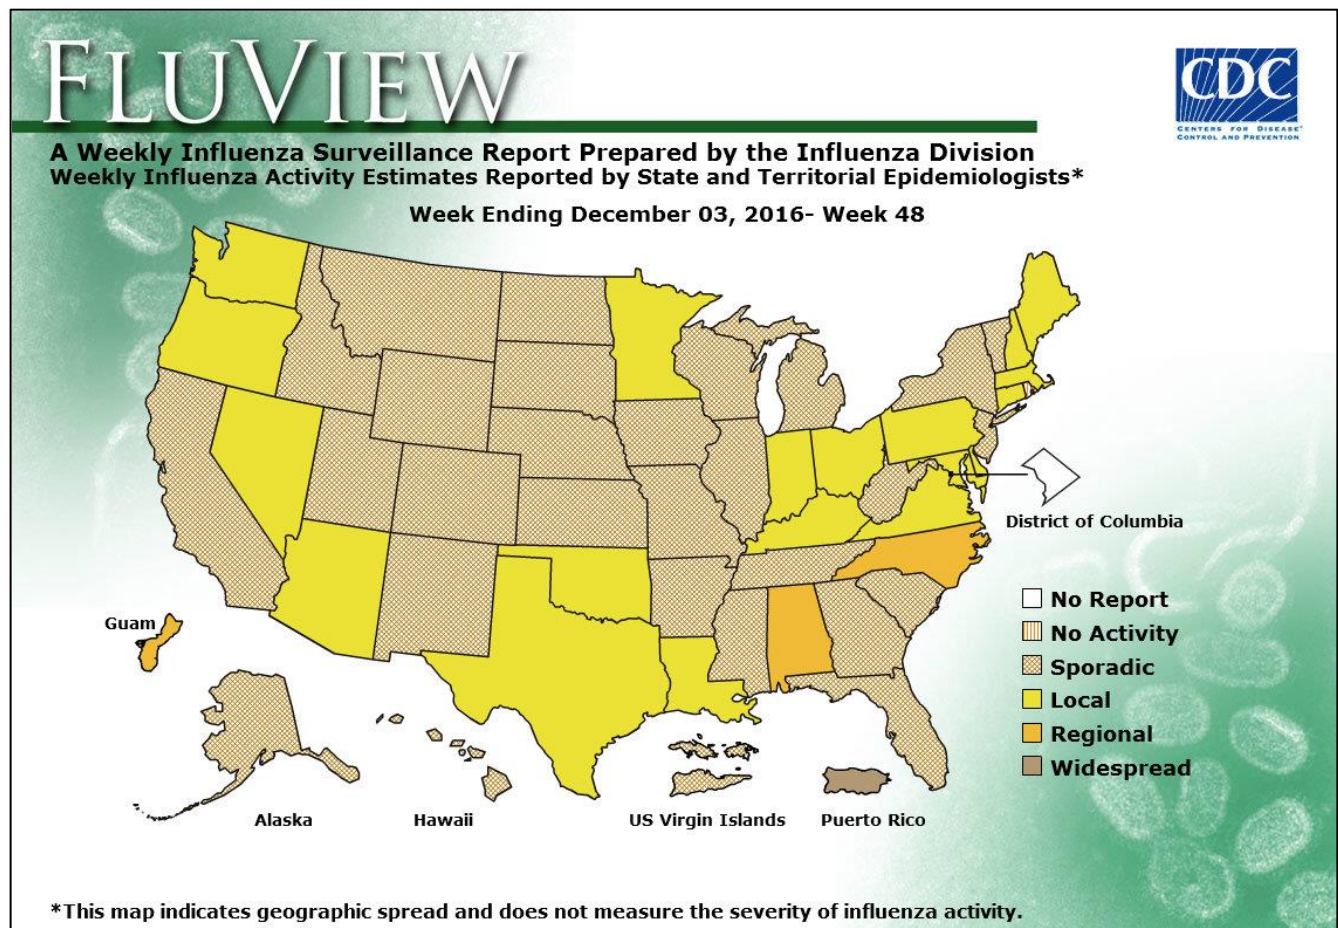 FLUVIEW
CDC
CENTERS FOR DISEASE™
CONTROL AND PREVENTION
A Weekly Influenza Surveillance Report Prepared by the Influenza Division
Weekly Influenza Activity Estimates Reported by State and Territorial Epidemiologists*
Week Ending December 03, 2016- Week 48
District of Columbia
No Report
No Activity
Sporadic
Local
Regional
Widespread
Guam
Alaska
Hawaii
US Virgin Islands
Puerto Rico
*This map indicates geographic spread and does not measure the severity of influenza activity.